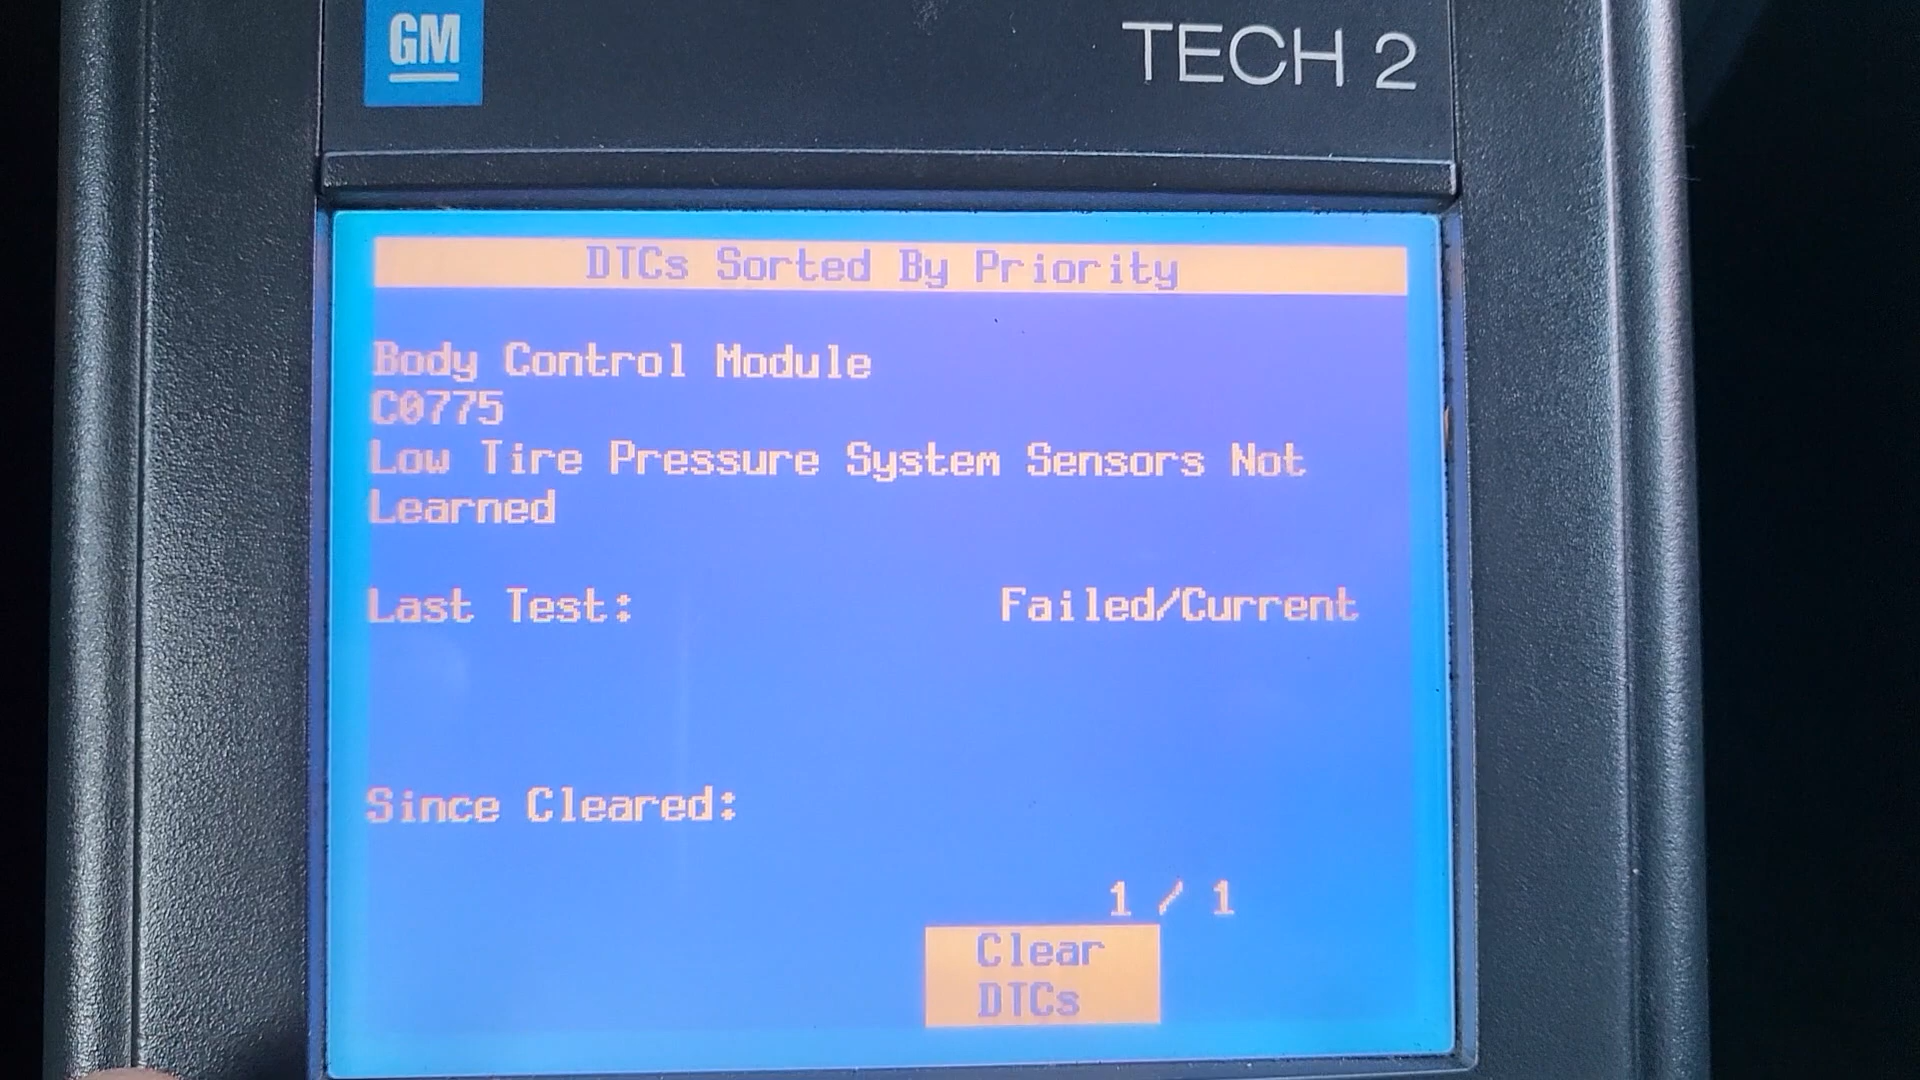 GM
TECH 2
DTCs Sorted By Priority
Body Control Module
C0775
Low Tire Pressure System Sensors Not
Learned
Last Test: Failed/Current
Since Cleared:
1 / 1
Clear
DTCs